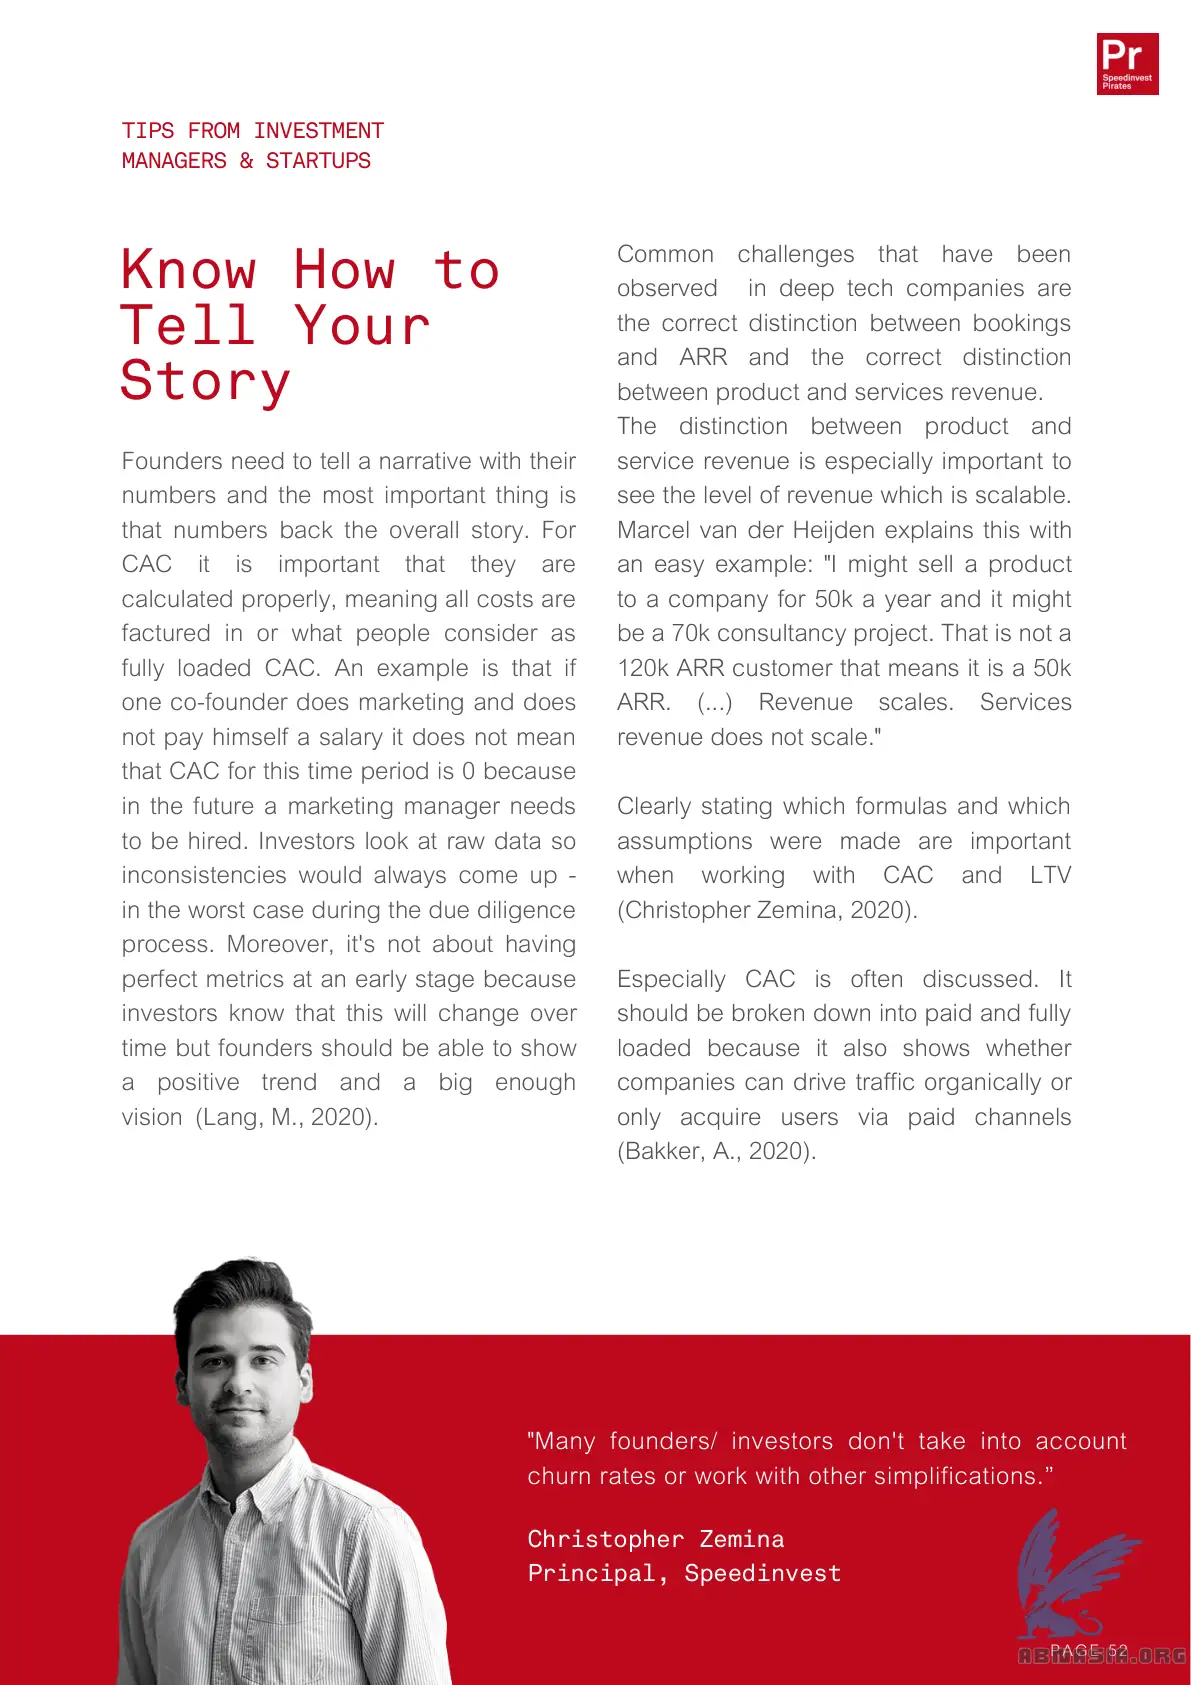 Pr
Speedinvest
Pirates
TIPS FROM INVESTMENT
MANAGERS & STARTUPS
Know How to
Tell Your
Story
Founders need to tell a narrative with their
numbers and the most important thing is
that numbers back the overall story. For
CAC it is important that they are
calculated properly, meaning all costs are
factured in or what people consider as
fully loaded CAC. An example is that if
one co-founder does marketing and does
not pay himself a salary it does not mean
that CAC for this time period is 0 because
in the future a marketing manager needs
to be hired. Investors look at raw data so
inconsistencies would always come up -
in the worst case during the due diligence
process. Moreover, it's not about having
perfect metrics at an early stage because
investors know that this will change over
time but founders should be able to show
a positive trend and a big enough
vision (Lang, M., 2020).
Common challenges that have been
observed in deep tech companies are
the correct distinction between bookings
and ARR and the correct distinction
between product and services revenue.
The distinction between product and
service revenue is especially important to
see the level of revenue which is scalable.
Marcel van der Heijden explains this with
an easy example: "I might sell a product
to a company for 50k a year and it might
be a 70k consultancy project. That is not a
120k ARR customer that means it is a 50k
ARR. (...) Revenue scales. Services
revenue does not scale."
Clearly stating which formulas and which
assumptions were made are important
when working with CAC and LTV
(Christopher Zemina, 2020).
Especially CAC is often discussed. It
should be broken down into paid and fully
loaded because it also shows whether
companies can drive traffic organically or
only acquire users via paid channels
(Bakker, A., 2020).
"Many founders/ investors don't take into account
churn rates or work with other simplifications.”
Christopher Zemina
Principal, Speedinvest
PAGE 52
ABMASIA.ORG